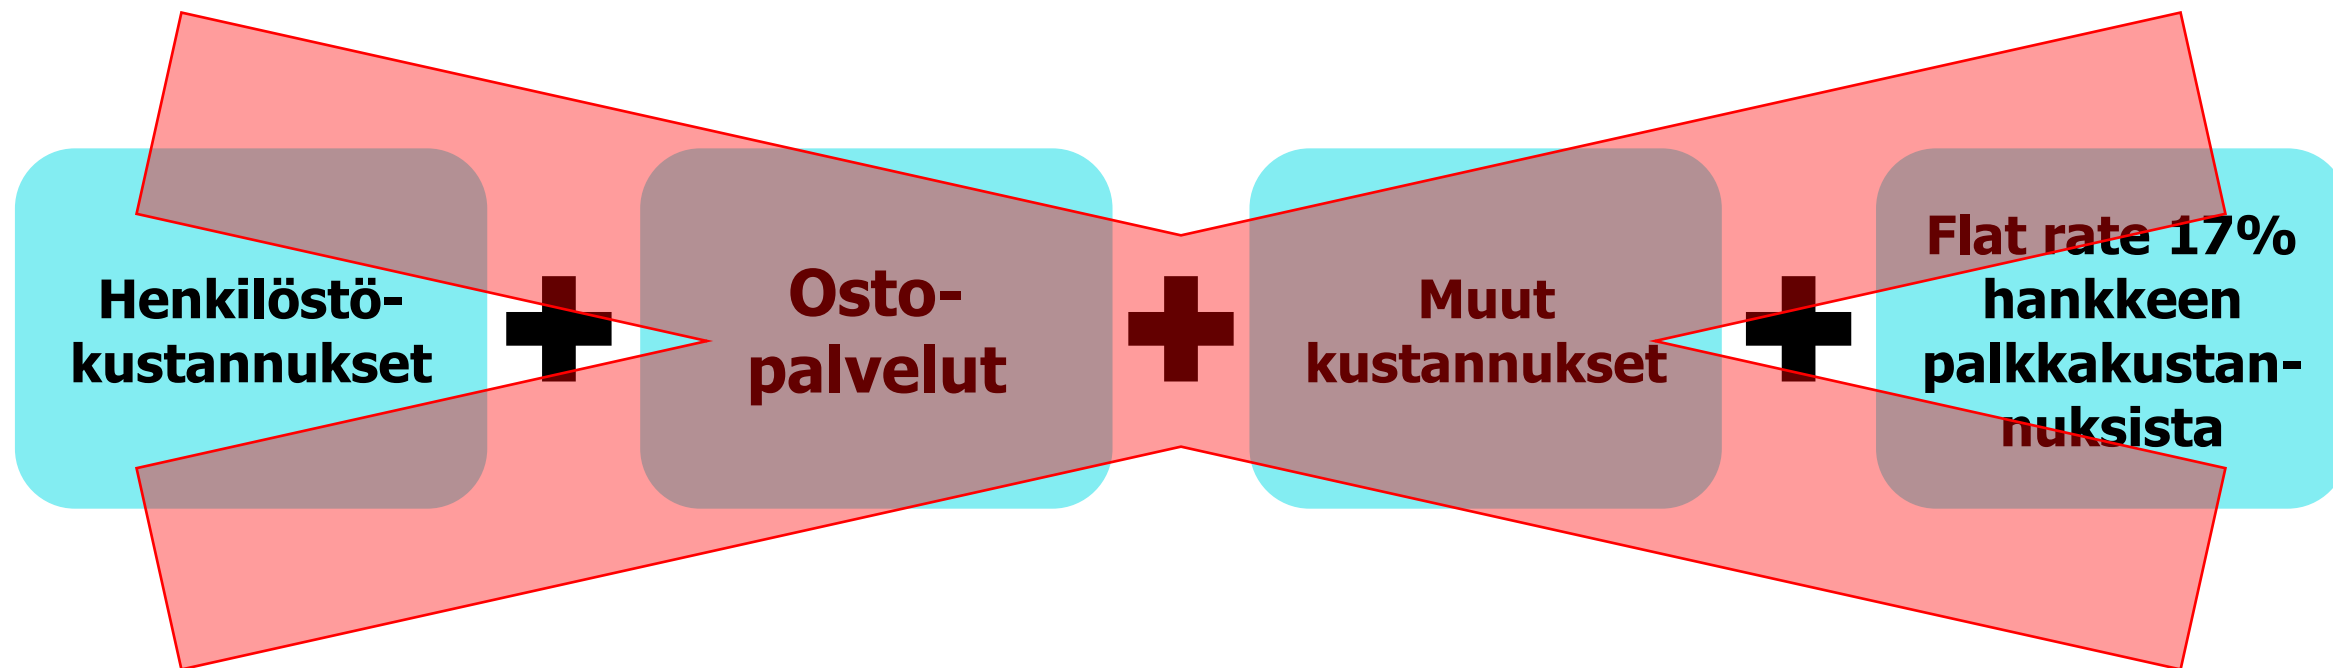 Henkilöstö-
kustannukset
Osto-
palvelut
Muut
kustannukset
Flat rate 17%
hankkeen
palkkakustan-
nuksista